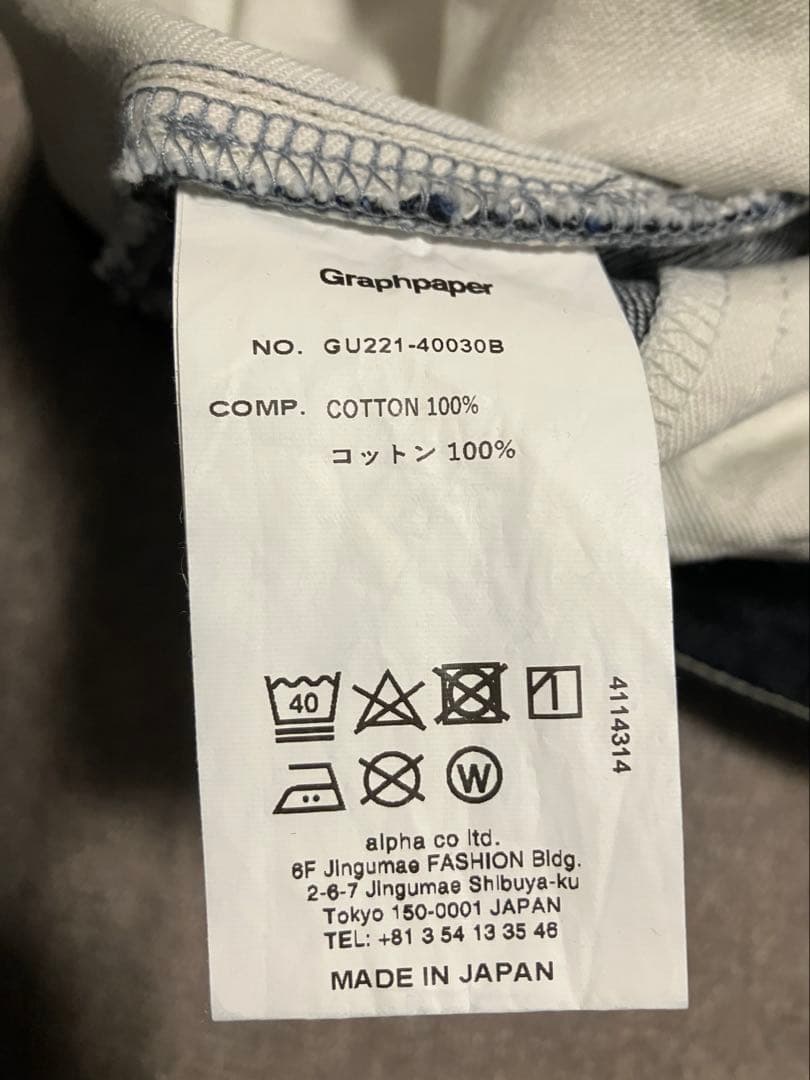 Graphpaper
NO. GU221-40030B
COMP. COTTON 100%
コットン 100%
40
4114314
W
alpha co ltd.
6F Jingumae FASHION Bldg.
2-6-7 Jingumae Shibuya-ku
Tokyo 150-0001 JAPAN
TEL: +81 3 54 13 35 46
MADE IN JAPAN